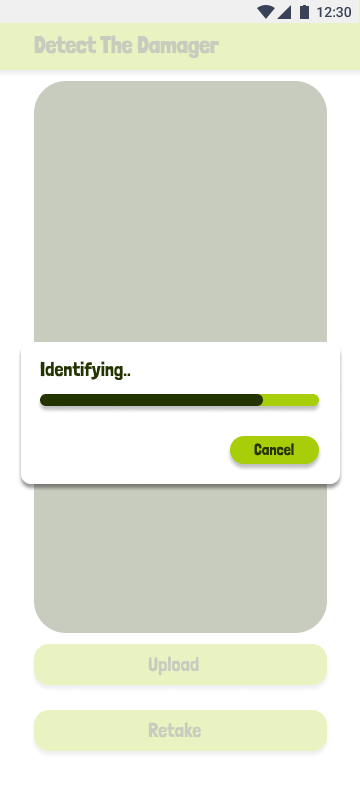 12:30
Detect The Damager
Identifying..
Cancel
Upload
Retake